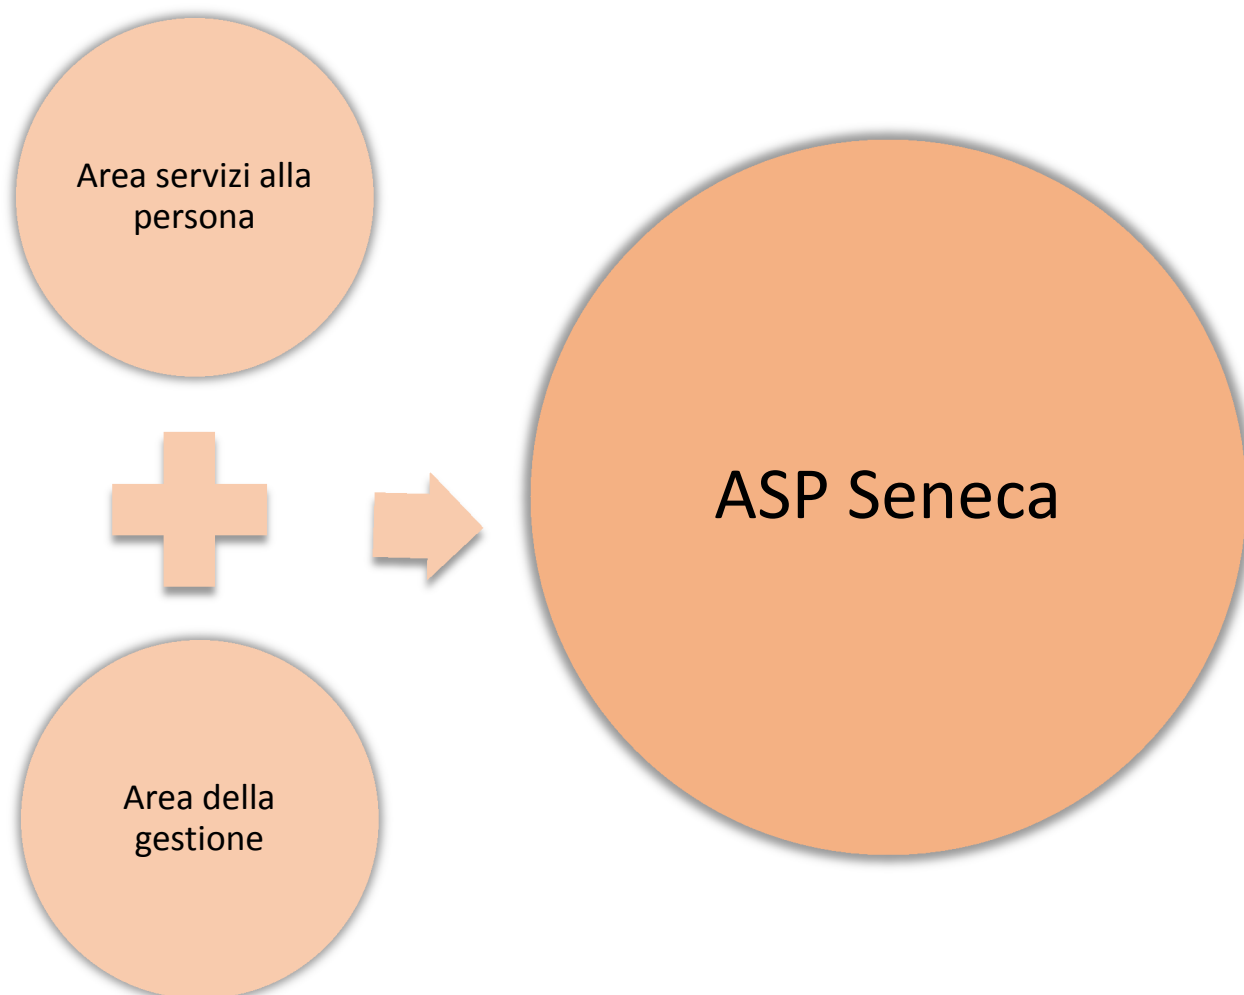 Area servizi alla
persona
ASP Seneca
Area della
gestione